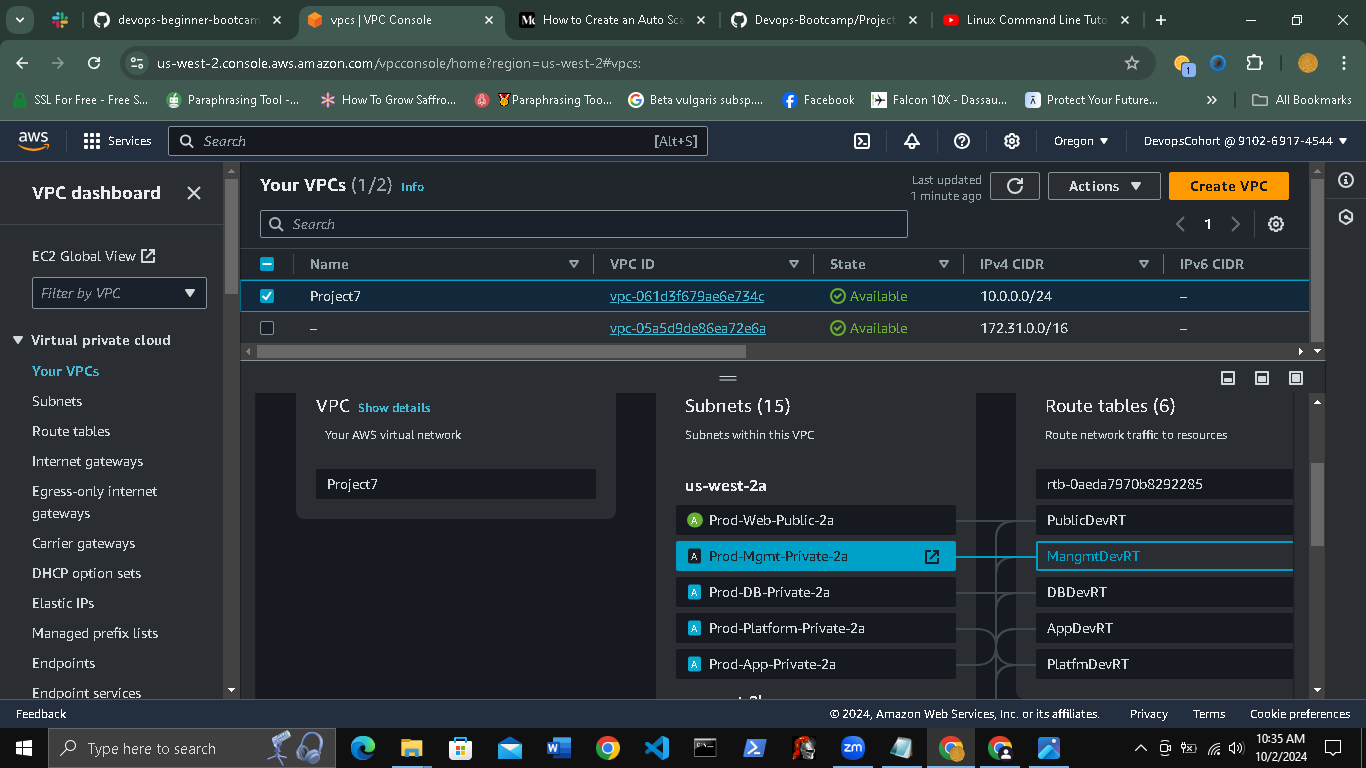 devops-beginner-bootcam
vpcs | VPC Console
How to Create an Auto Sca
Devops-Bootcamp/Project
Linux Command Line Tuto
us-west-2.console.aws.amazon.com/vpcconsole/home?region=us-west-2#vpcs:
1
SSL For Free - Free S...
Paraphrasing Tool -...
How To Grow Saffro...
Paraphrasing Too...
Beta vulgaris subsp....
Facebook
Falcon 10X - Dassau...
Protect Your Future...
All Bookmarks
aws
Services
Search
[Alt+S]
Oregon
DevopsCohort @ 9102-6917-4544
VPC dashboard
EC2 Global View
Filter by VPC
Virtual private cloud
Your VPCs
Subnets
Route tables
Internet gateways
Egress-only internet
gateways
Carrier gateways
DHCP option sets
Elastic IPs
Managed prefix lists
Endpoints
Endpoint services
Your VPCs (1/2) Info
Last updated
1 minute ago
Actions
Create VPC
Search
1
Name VPC ID State IPv4 CIDR IPv6 CIDR
Project7 vpc-061d3f679ae6e734c Available 10.0.0.0/24 –
– vpc-05a5d9de86ea72e6a Available 172.31.0.0/16 –
VPC Show details
Your AWS virtual network
Project7
Subnets (15)
Subnets within this VPC
us-west-2a
A Prod-Web-Public-2a
A Prod-Mgmt-Private-2a
A Prod-DB-Private-2a
A Prod-Platform-Private-2a
A Prod-App-Private-2a
Route tables (6)
Route network traffic to resources
rtb-0aeda7970b8292285
PublicDevRT
MangmtDevRT
DBDevRT
AppDevRT
PlatfmDevRT
Feedback
© 2024, Amazon Web Services, Inc. or its affiliates.
Privacy
Terms
Cookie preferences
Type here to search
zm
10:35 AM
10/2/2024